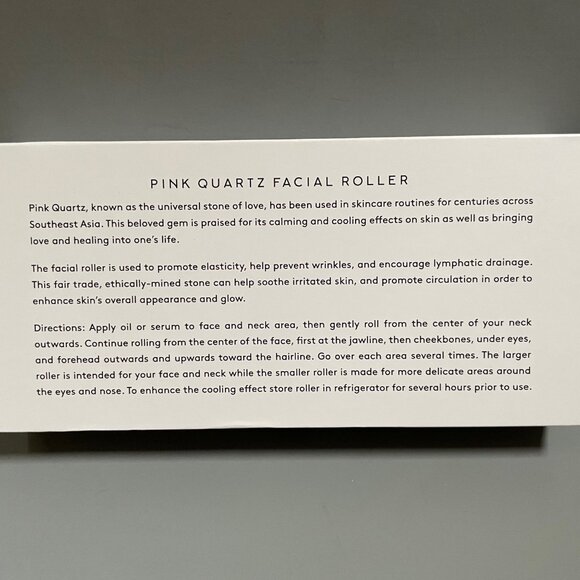 PINK QUARTZ FACIAL ROLLER
Pink Quartz, known as the universal stone of love, has been used in skincare routines for centuries across
Southeast Asia. This beloved gem is praised for its calming and cooling effects on skin as well as bringing
love and healing into one's life.
The facial roller is used to promote elasticity, help prevent wrinkles, and encourage lymphatic drainage.
This fair trade, ethically-mined stone can help soothe irritated skin, and promote circulation in order to
enhance skin's overall appearance and glow.
Directions: Apply oil or serum to face and neck area, then gently roll from the center of your neck
outwards. Continue rolling from the center of the face, first at the jawline, then cheekbones, under eyes,
and forehead outwards and upwards toward the hairline. Go over each area several times. The larger
roller is intended for your face and neck while the smaller roller is made for more delicate areas around
the eyes and nose. To enhance the cooling effect store roller in refrigerator for several hours prior to use.